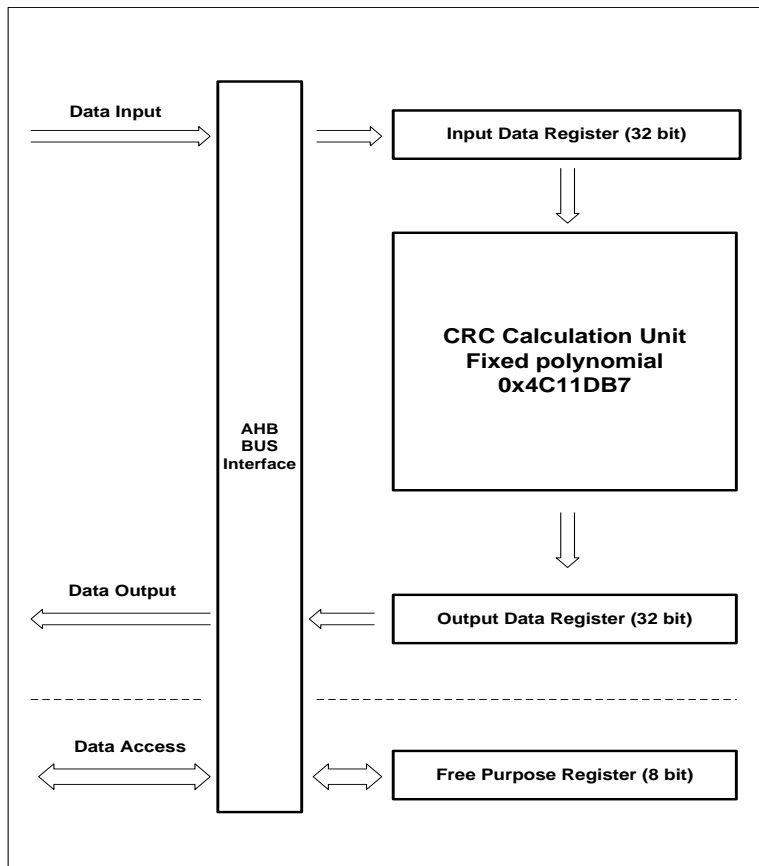 Data Input
Input Data Register (32 bit)
CRC Calculation Unit
Fixed polynomial
0x4C11DB7
AHB
BUS
Interface
Data Output
Output Data Register (32 bit)
Data Access
Free Purpose Register (8 bit)